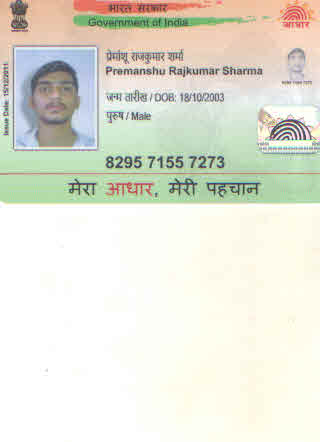 भारत सरकार
Government of India
आधार
Issue Date: 15/12/2011
प्रेमांशू राजकुमार शर्मा
Premanshu Rajkumar Sharma
जन्म तारीख / DOB: 18/10/2003
पुरुष / Male
8295 7155 7273
मेरा आधार, मेरी पहचान